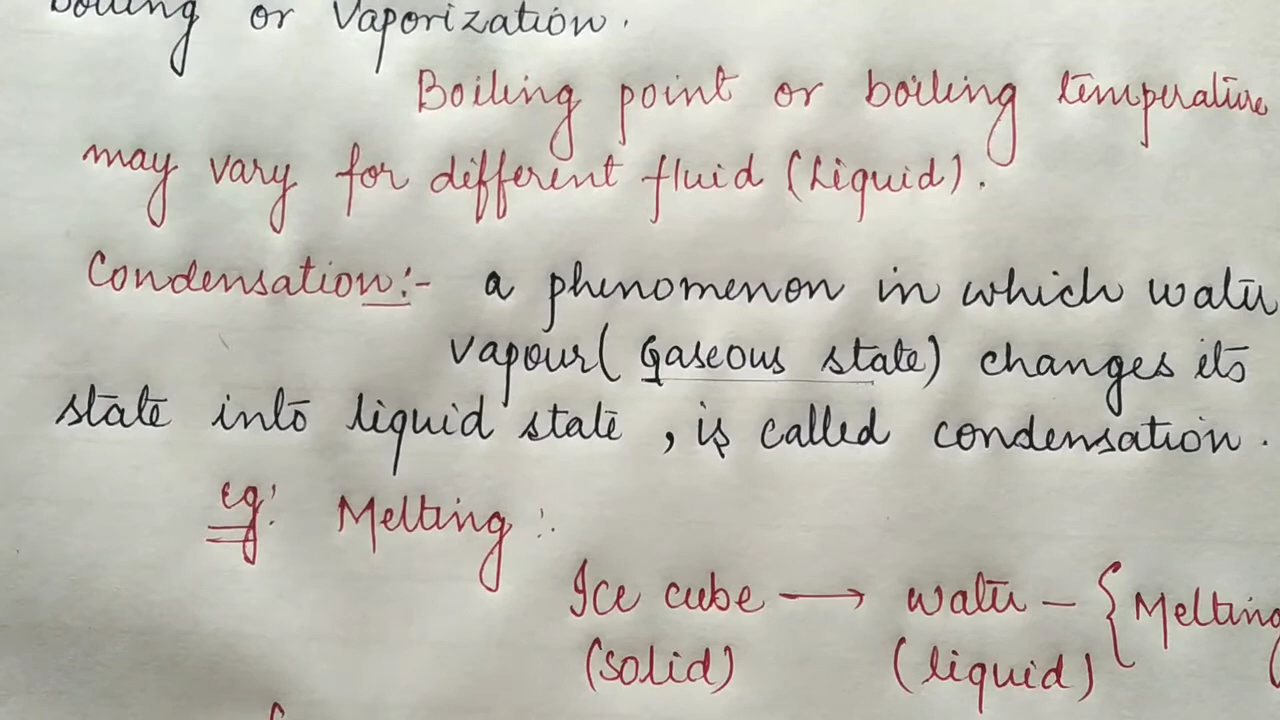 Boiling or Vaporization.
Boiling point or boiling temperature
may vary for different fluid (Liquid).
Condensation:- a phenomenon in which water
vapour( Gaseous state) changes its
state into liquid state, is called condensation.
eg: Melting :
Ice cube → water - { Melting
(solid) (liquid)